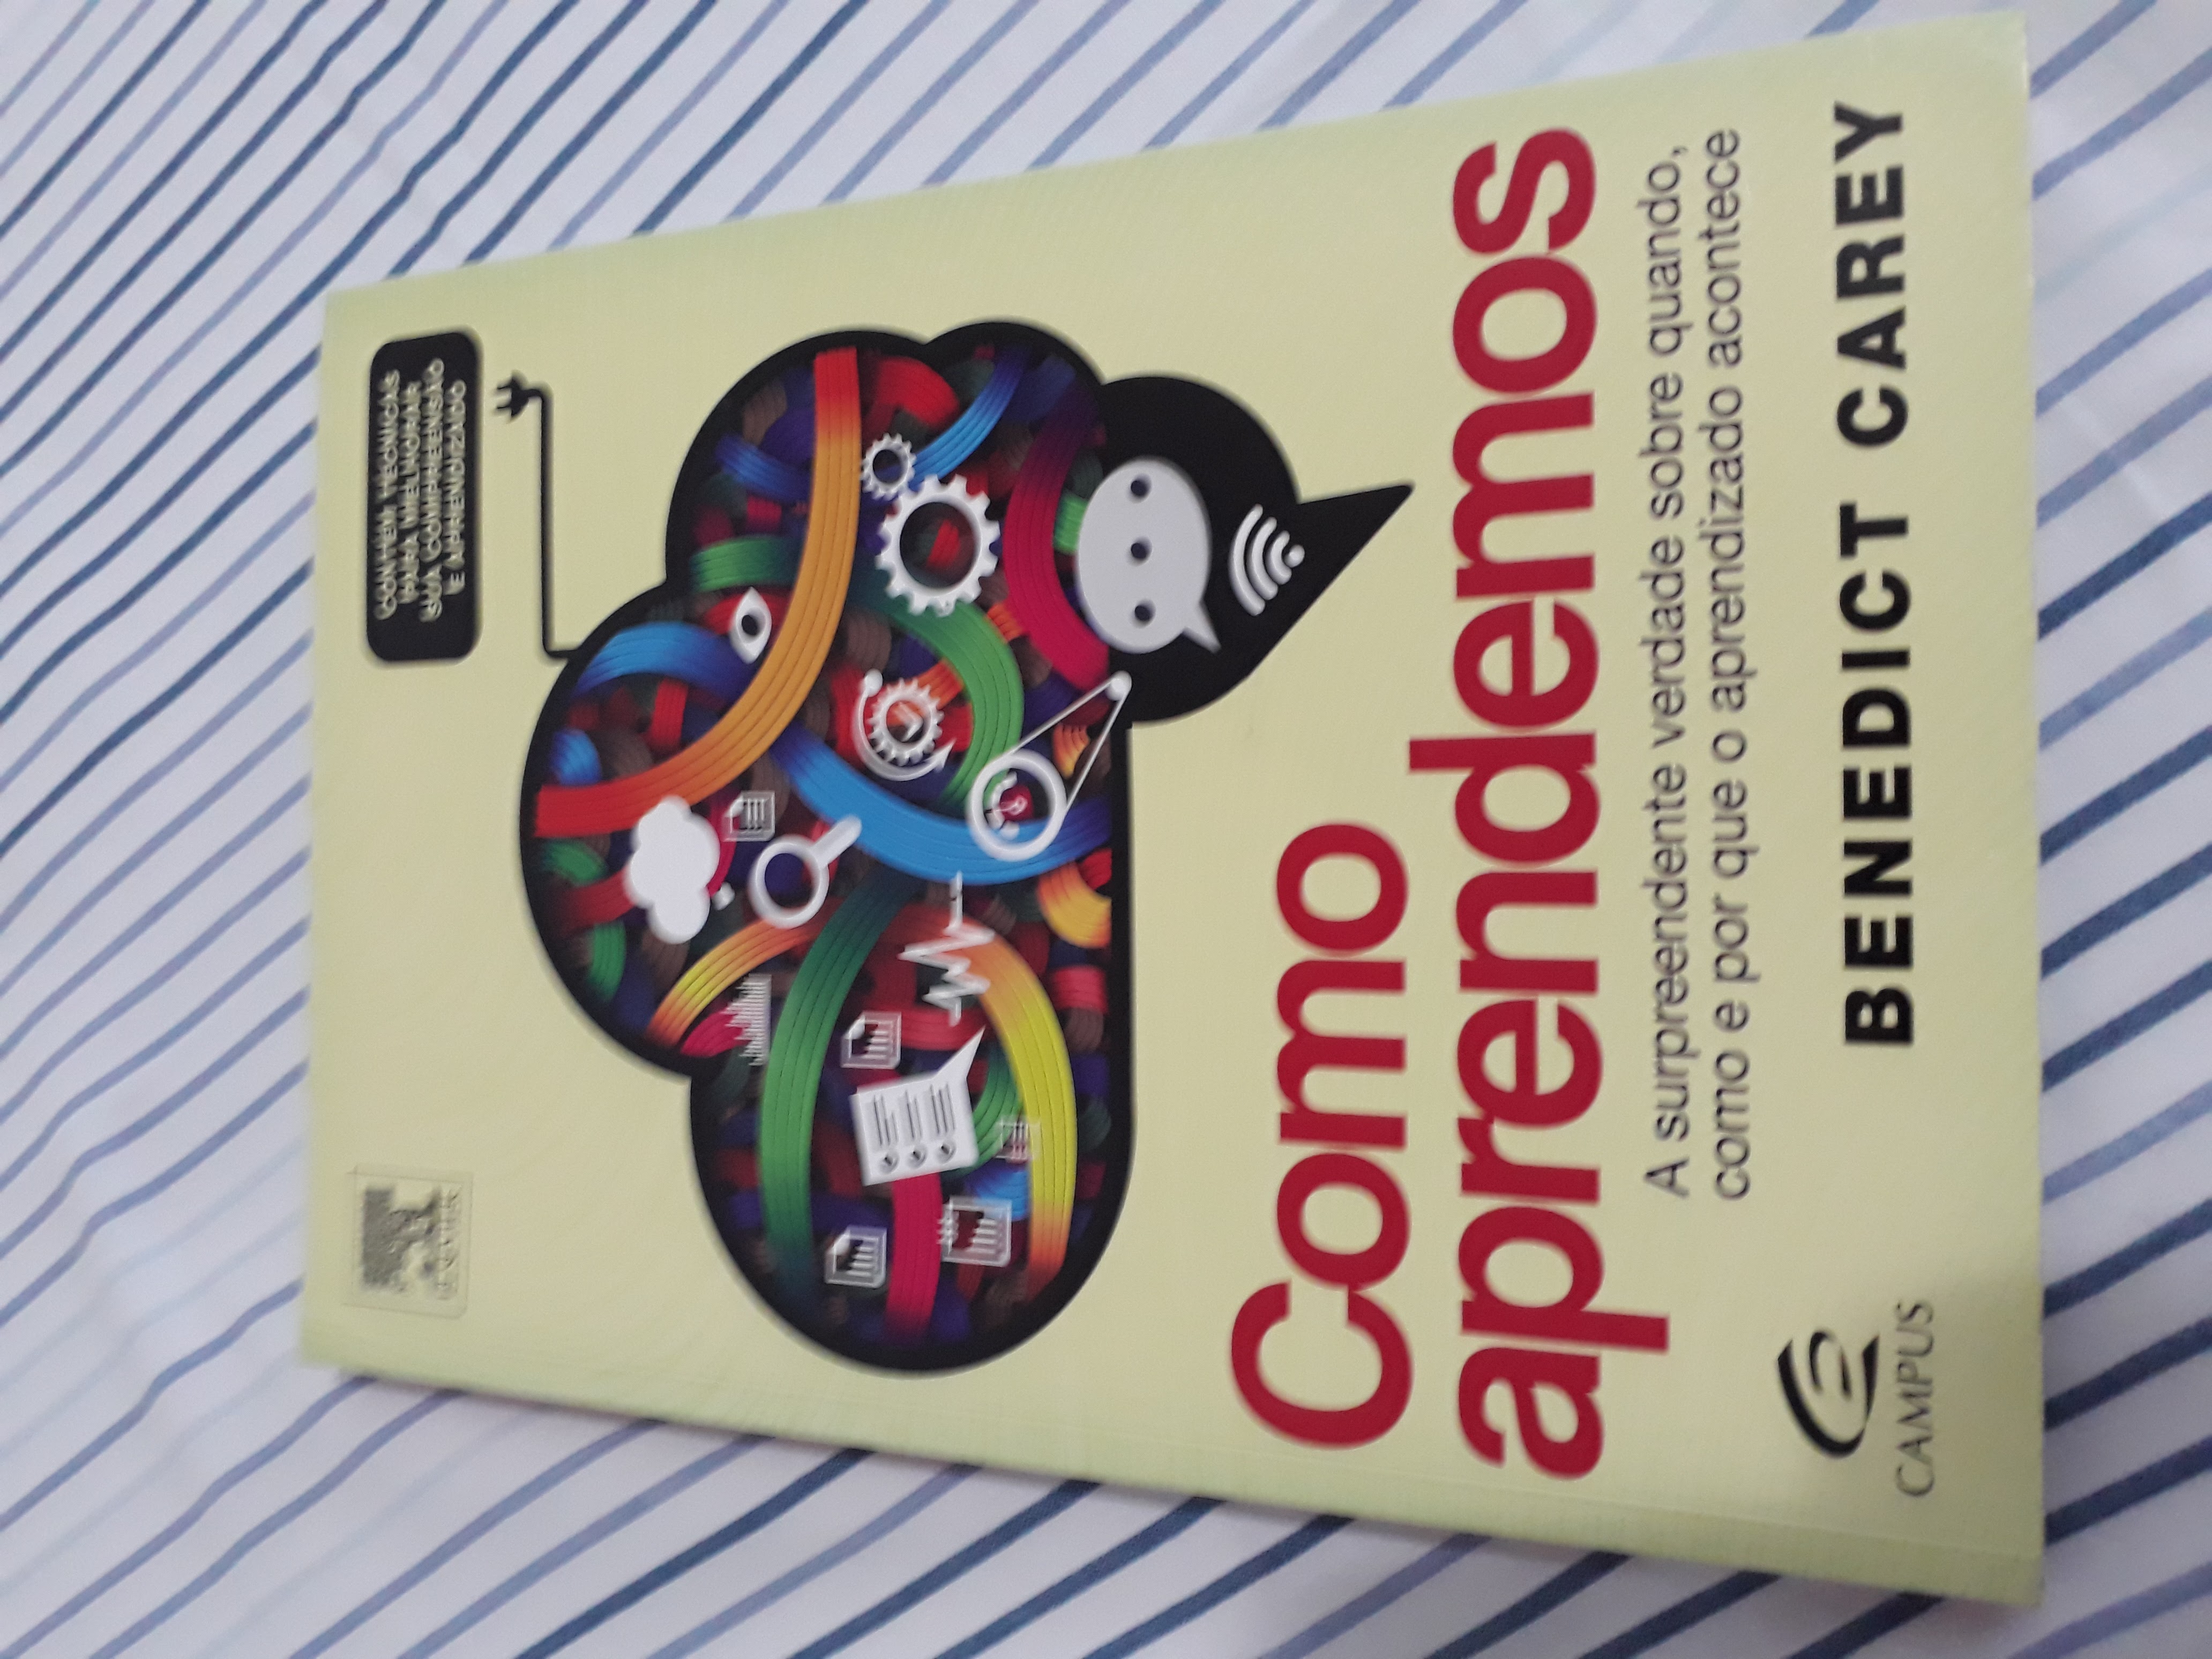 ELSEVIER
CONTÉM TÉCNICAS
PARA MELHORAR
SUA COMPREENSÃO
E APRENDIZADO
Como
aprendemos
A surpreendente verdade sobre quando,
como e por que o aprendizado acontece
CAMPUS
BENEDICT CAREY